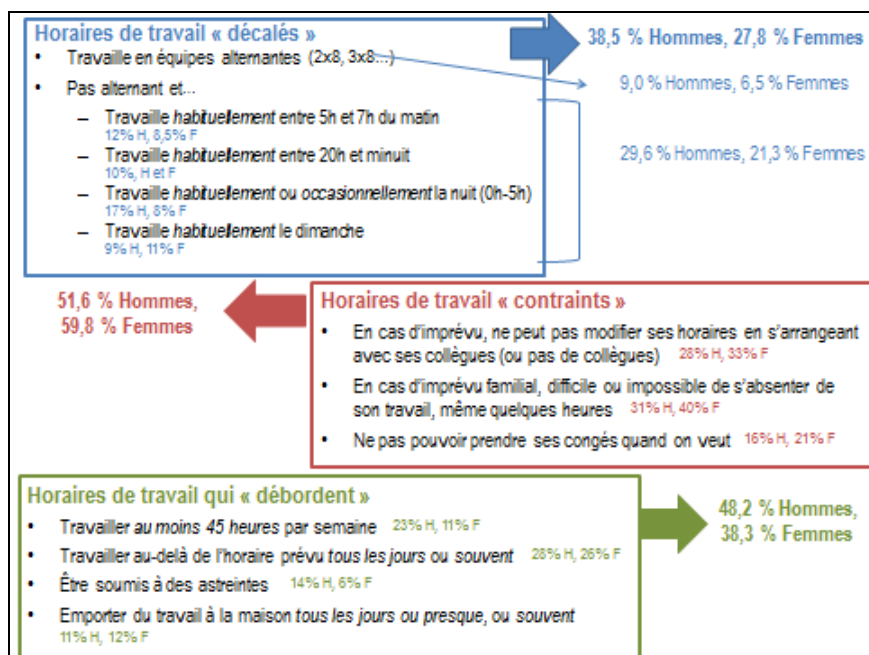 Horaires de travail « décalés »
38,5 % Hommes, 27,8 % Femmes
• Travaille en équipes alternantes (2x8, 3x8...)
9,0 % Hommes, 6,5 % Femmes
• Pas alternant et...
– Travaille habituellement entre 5h et 7h du matin
12% H, 8,5% F
– Travaille habituellement entre 20h et minuit
10%, H et F
29,6 % Hommes, 21,3 % Femmes
– Travaille habituellement ou occasionnellement la nuit (0h-5h)
17% H, 8% F
– Travaille habituellement le dimanche
9% H, 11% F
51,6 % Hommes,
59,8 % Femmes
Horaires de travail « contraints »
• En cas d'imprévu, ne peut pas modifier ses horaires en s'arrangeant
avec ses collègues (ou pas de collègues) 28% H, 33% F
• En cas d'imprévu familial, difficile ou impossible de s'absenter de
son travail, même quelques heures 31% H, 40% F
• Ne pas pouvoir prendre ses congés quand on veut 16% H, 21% F
Horaires de travail qui « débordent »
48,2 % Hommes,
38,3 % Femmes
• Travailler au moins 45 heures par semaine 23% H, 11% F
• Travailler au-delà de l'horaire prévu tous les jours ou souvent 28% H, 26% F
• Être soumis à des astreintes 14% H, 6% F
• Emporter du travail à la maison tous les jours ou presque, ou souvent
11% H, 12% F